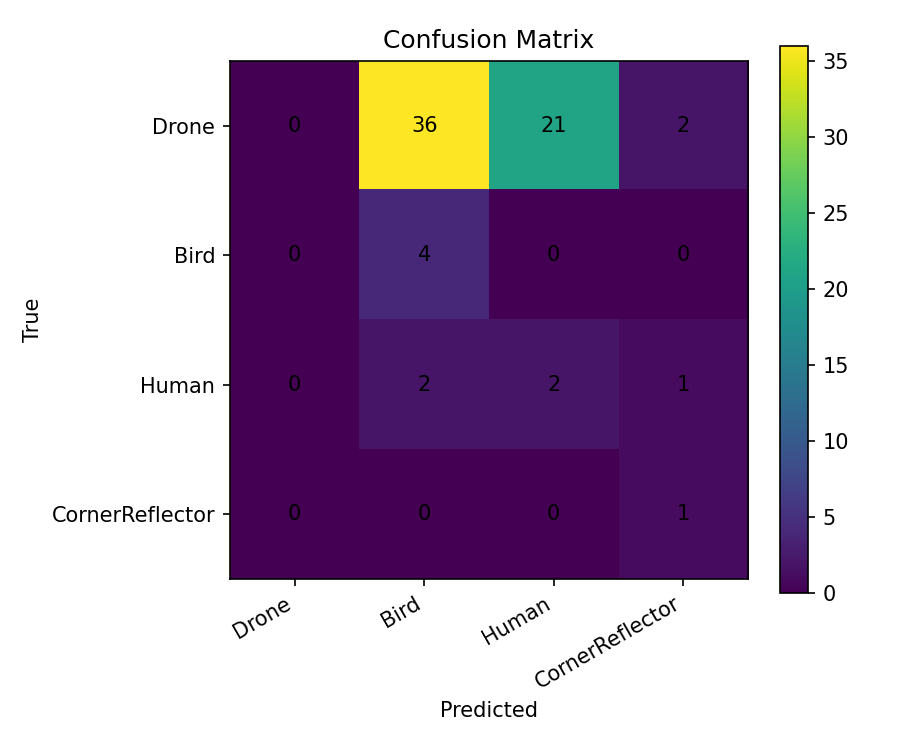 Confusion Matrix
Drone 0 36 21 2
Bird 0 4 0 0
Human 0 2 2 1
CornerReflector 0 0 0 1
True
Drone Bird Human CornerReflector
Predicted
35
30
25
20
15
10
5
0